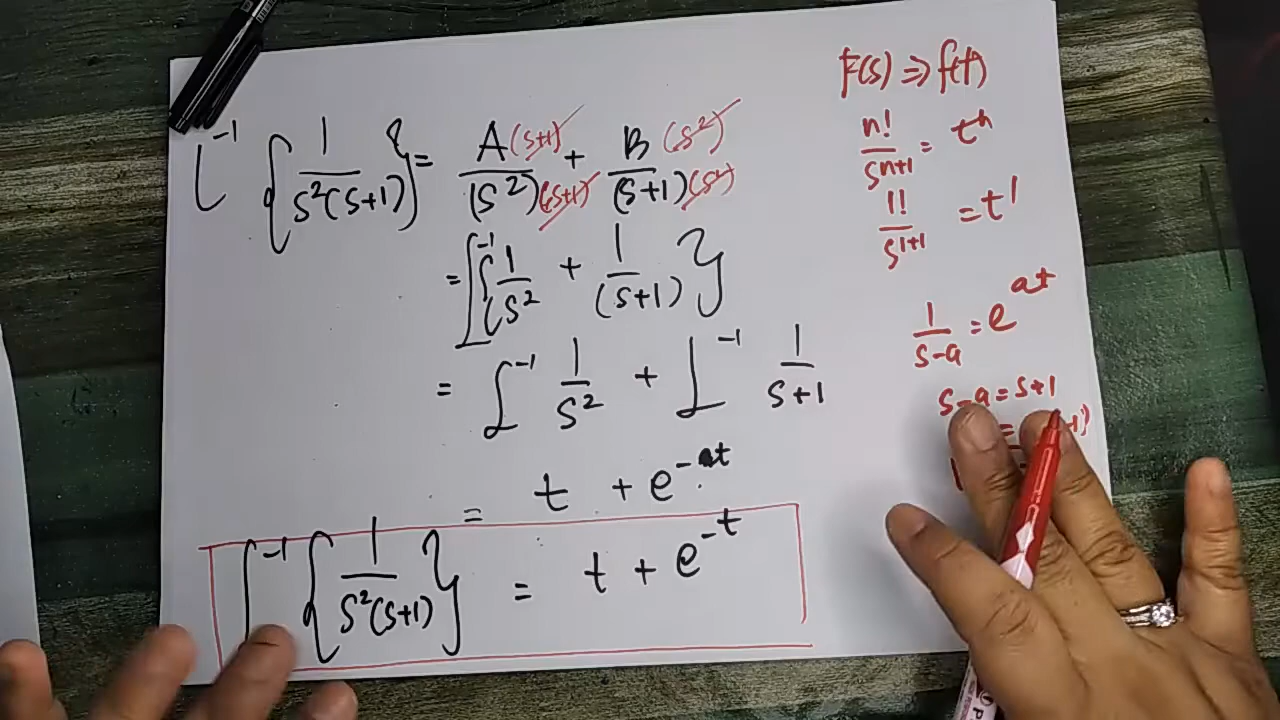 L⁻¹ { 1/(s²(s+1)) } = A(s+1)/((s²)(s+1)) + B(s²)/((s+1)(s²))
= L⁻¹ { 1/s² + 1/(s+1) }
= L⁻¹ 1/s² + L⁻¹ 1/(s+1)
= t + e^(-at)
L⁻¹ { 1/(s²(s+1)) } = t + e^(-t)
F(s) ⇒ f(t)
n!/s^(n+1) = tⁿ
1!/s^(1+1) = t¹
1/(s-a) = e^(at)
s-a = s+1